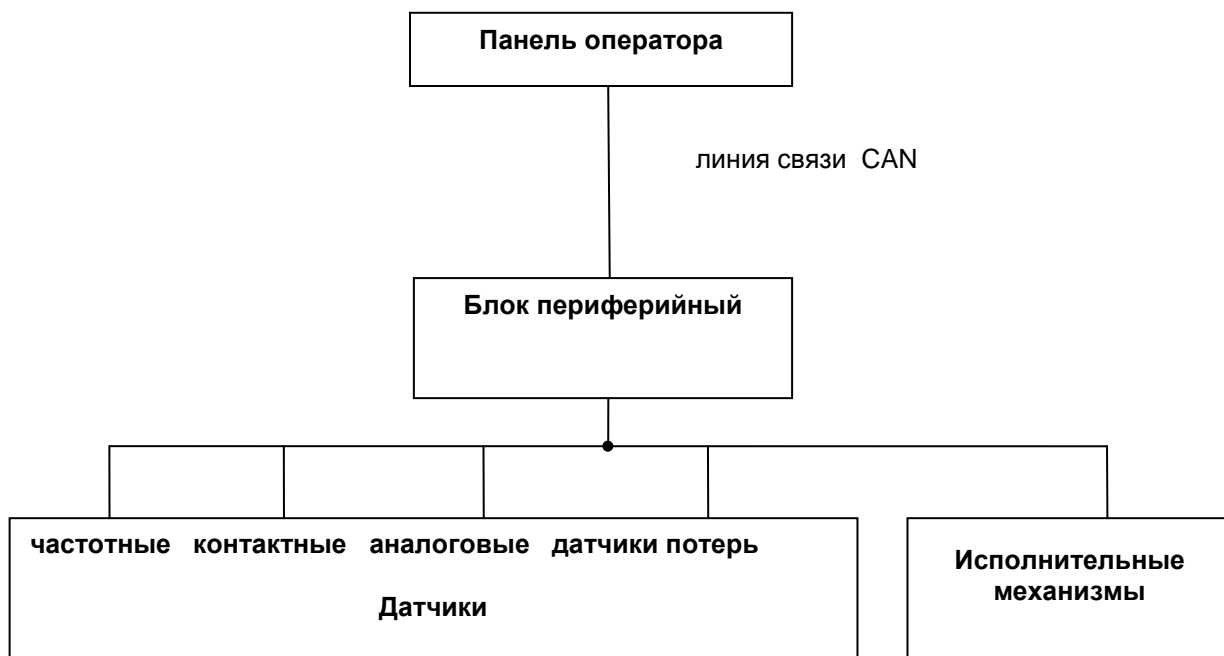 Панель оператора
линия связи CAN
Блок периферийный
частотные контактные аналоговые датчики потерь
Датчики
Исполнительные
механизмы